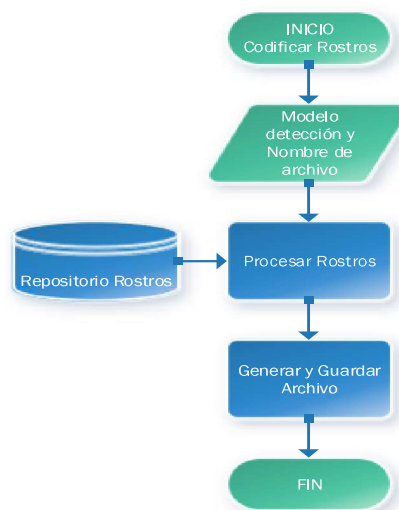 INICIO
Codificar Rostros
Modelo
detección y
Nombre de
archivo
Repositorio Rostros
Procesar Rostros
Generar y Guardar
Archivo
FIN